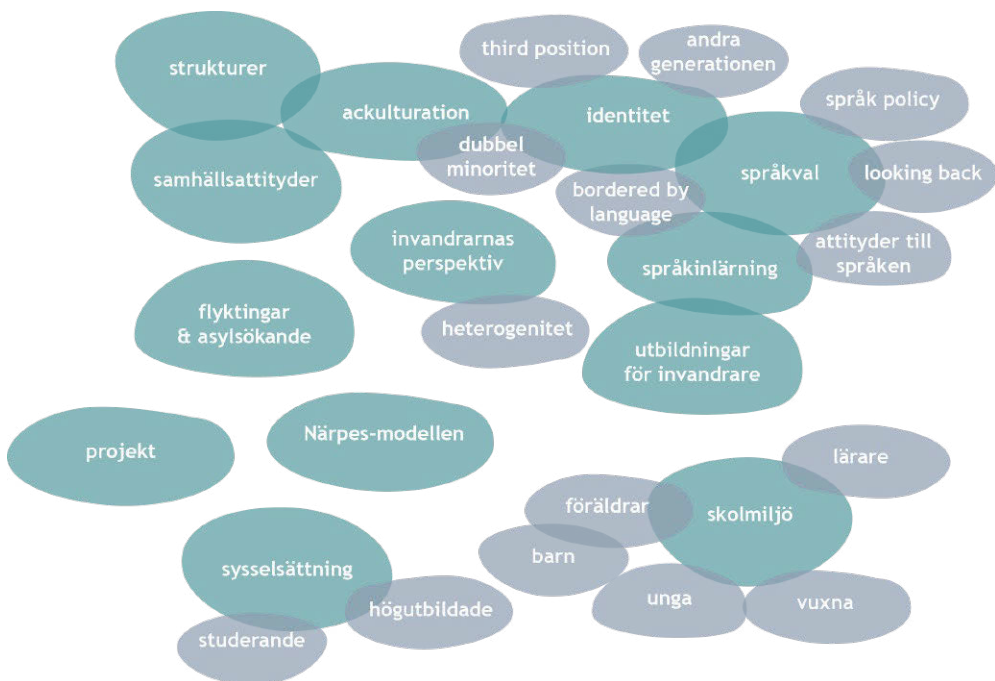 third position
andra
generationen
strukturer
språk policy
ackulturation
identitet
dubbel
minoritet
samhällsattityder
språkval
looking back
bordered by
language
invandrarnas
perspektiv
attityder till
språken
språkinlärning
flyktingar
& asylsökande
heterogenitet
utbildningar
för invandrare
Närpes-modellen
projekt
lärare
föräldrar
skolmiljö
barn
sysselsättning
unga
vuxna
högutbildade
studerande